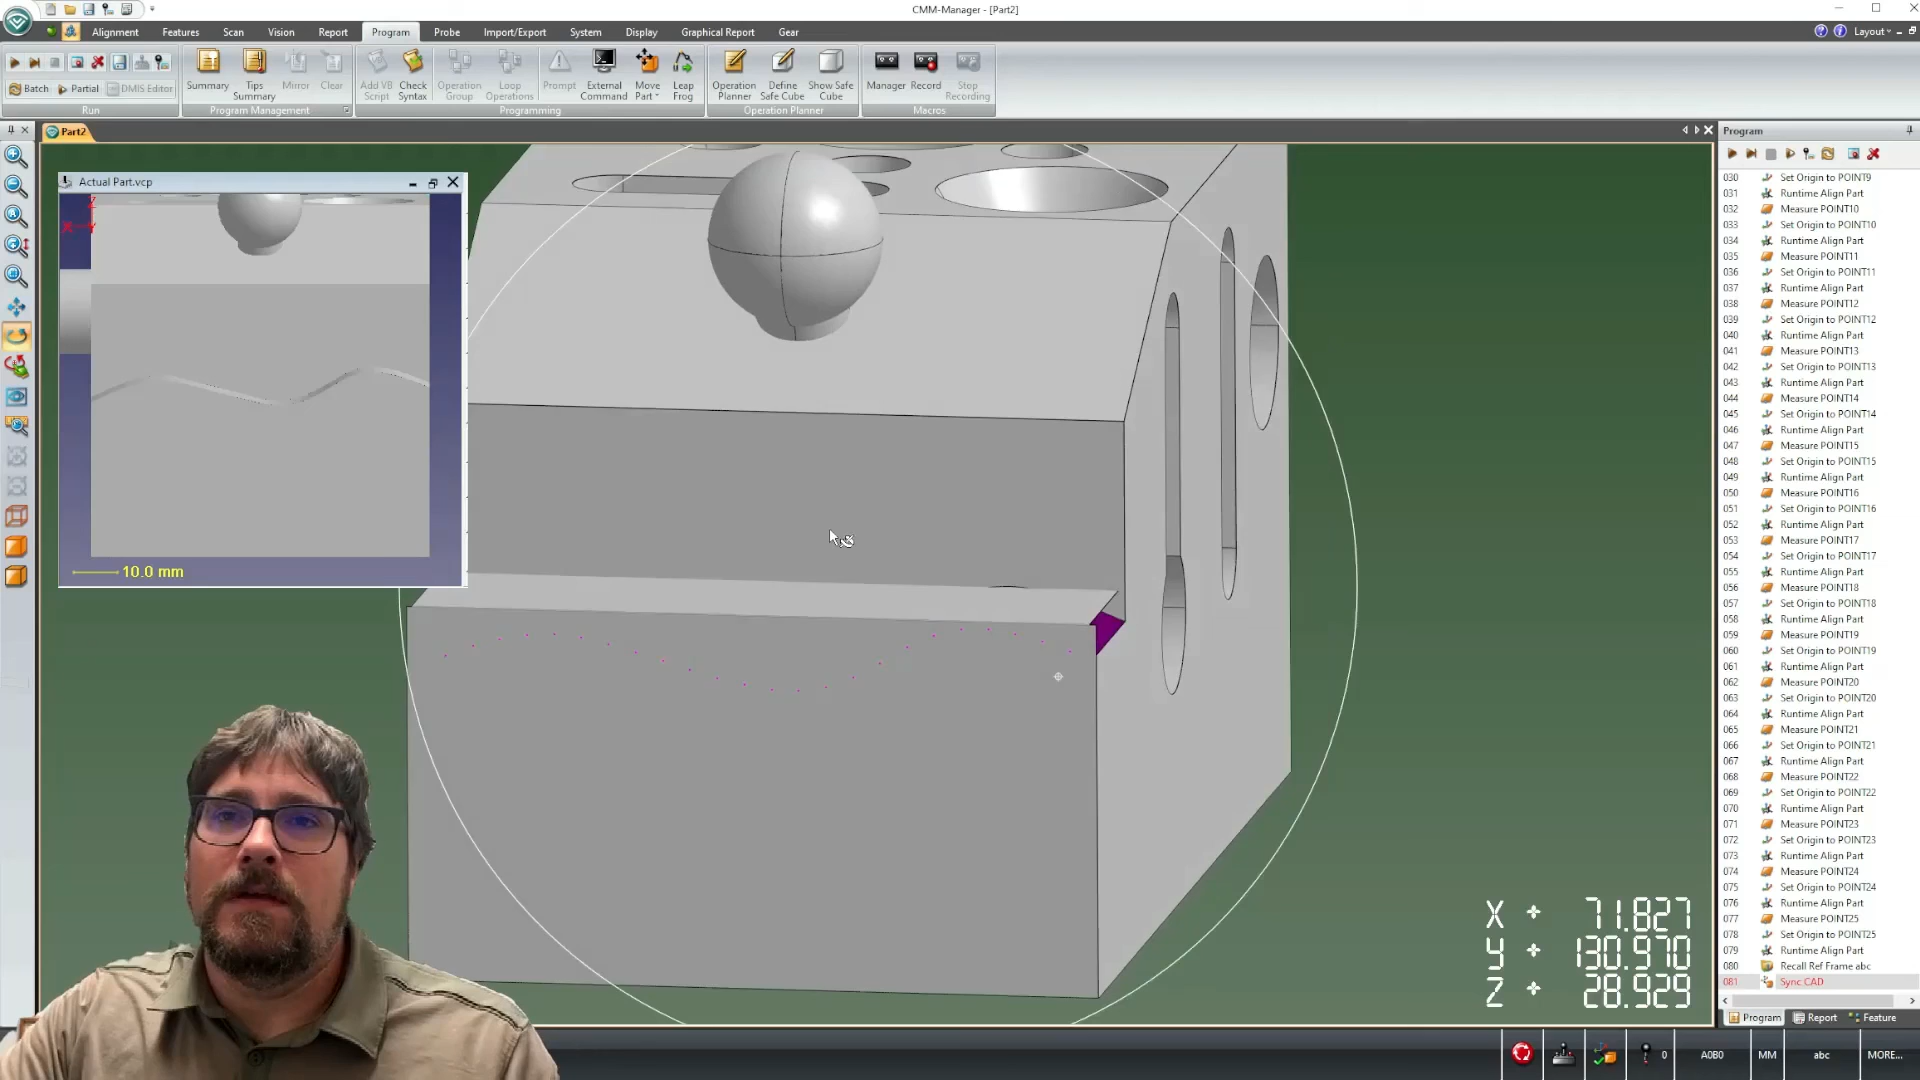 CMM-Manager - [Part2]
Alignment Features Scan Vision Report Program Probe Import/Export System Display Graphical Report Gear
Layout
Batch Partial DMIS Editor
Run
Summary Tips Summary Mirror Clear
Program Management
Add VB Script Check Syntax Operation Group Loop Operations Prompt External Command Move Part Leap Frog
Programming
Operation Planner Define Safe Cube Show Safe Cube
Operation Planner
Manager Record Stop Recording
Macros
Part2
Actual Part.vcp
10.0 mm
X + 71.827
Y + 130.970
Z + 28.929
Program
030 Set Origin to POINT9
031 Runtime Align Part
032 Measure POINT10
033 Set Origin to POINT10
034 Runtime Align Part
035 Measure POINT11
036 Set Origin to POINT11
037 Runtime Align Part
038 Measure POINT12
039 Set Origin to POINT12
040 Runtime Align Part
041 Measure POINT13
042 Set Origin to POINT13
043 Runtime Align Part
044 Measure POINT14
045 Set Origin to POINT14
046 Runtime Align Part
047 Measure POINT15
048 Set Origin to POINT15
049 Runtime Align Part
050 Measure POINT16
051 Set Origin to POINT16
052 Runtime Align Part
053 Measure POINT17
054 Set Origin to POINT17
055 Runtime Align Part
056 Measure POINT18
057 Set Origin to POINT18
058 Runtime Align Part
059 Measure POINT19
060 Set Origin to POINT19
061 Runtime Align Part
062 Measure POINT20
063 Set Origin to POINT20
064 Runtime Align Part
065 Measure POINT21
066 Set Origin to POINT21
067 Runtime Align Part
068 Measure POINT22
069 Set Origin to POINT22
070 Runtime Align Part
071 Measure POINT23
072 Set Origin to POINT23
073 Runtime Align Part
074 Measure POINT24
075 Set Origin to POINT24
076 Runtime Align Part
077 Measure POINT25
078 Set Origin to POINT25
079 Runtime Align Part
080 Recall Ref Frame abc
081 Sync CAD
Program Report Feature
0 A0B0 MM abc MORE...